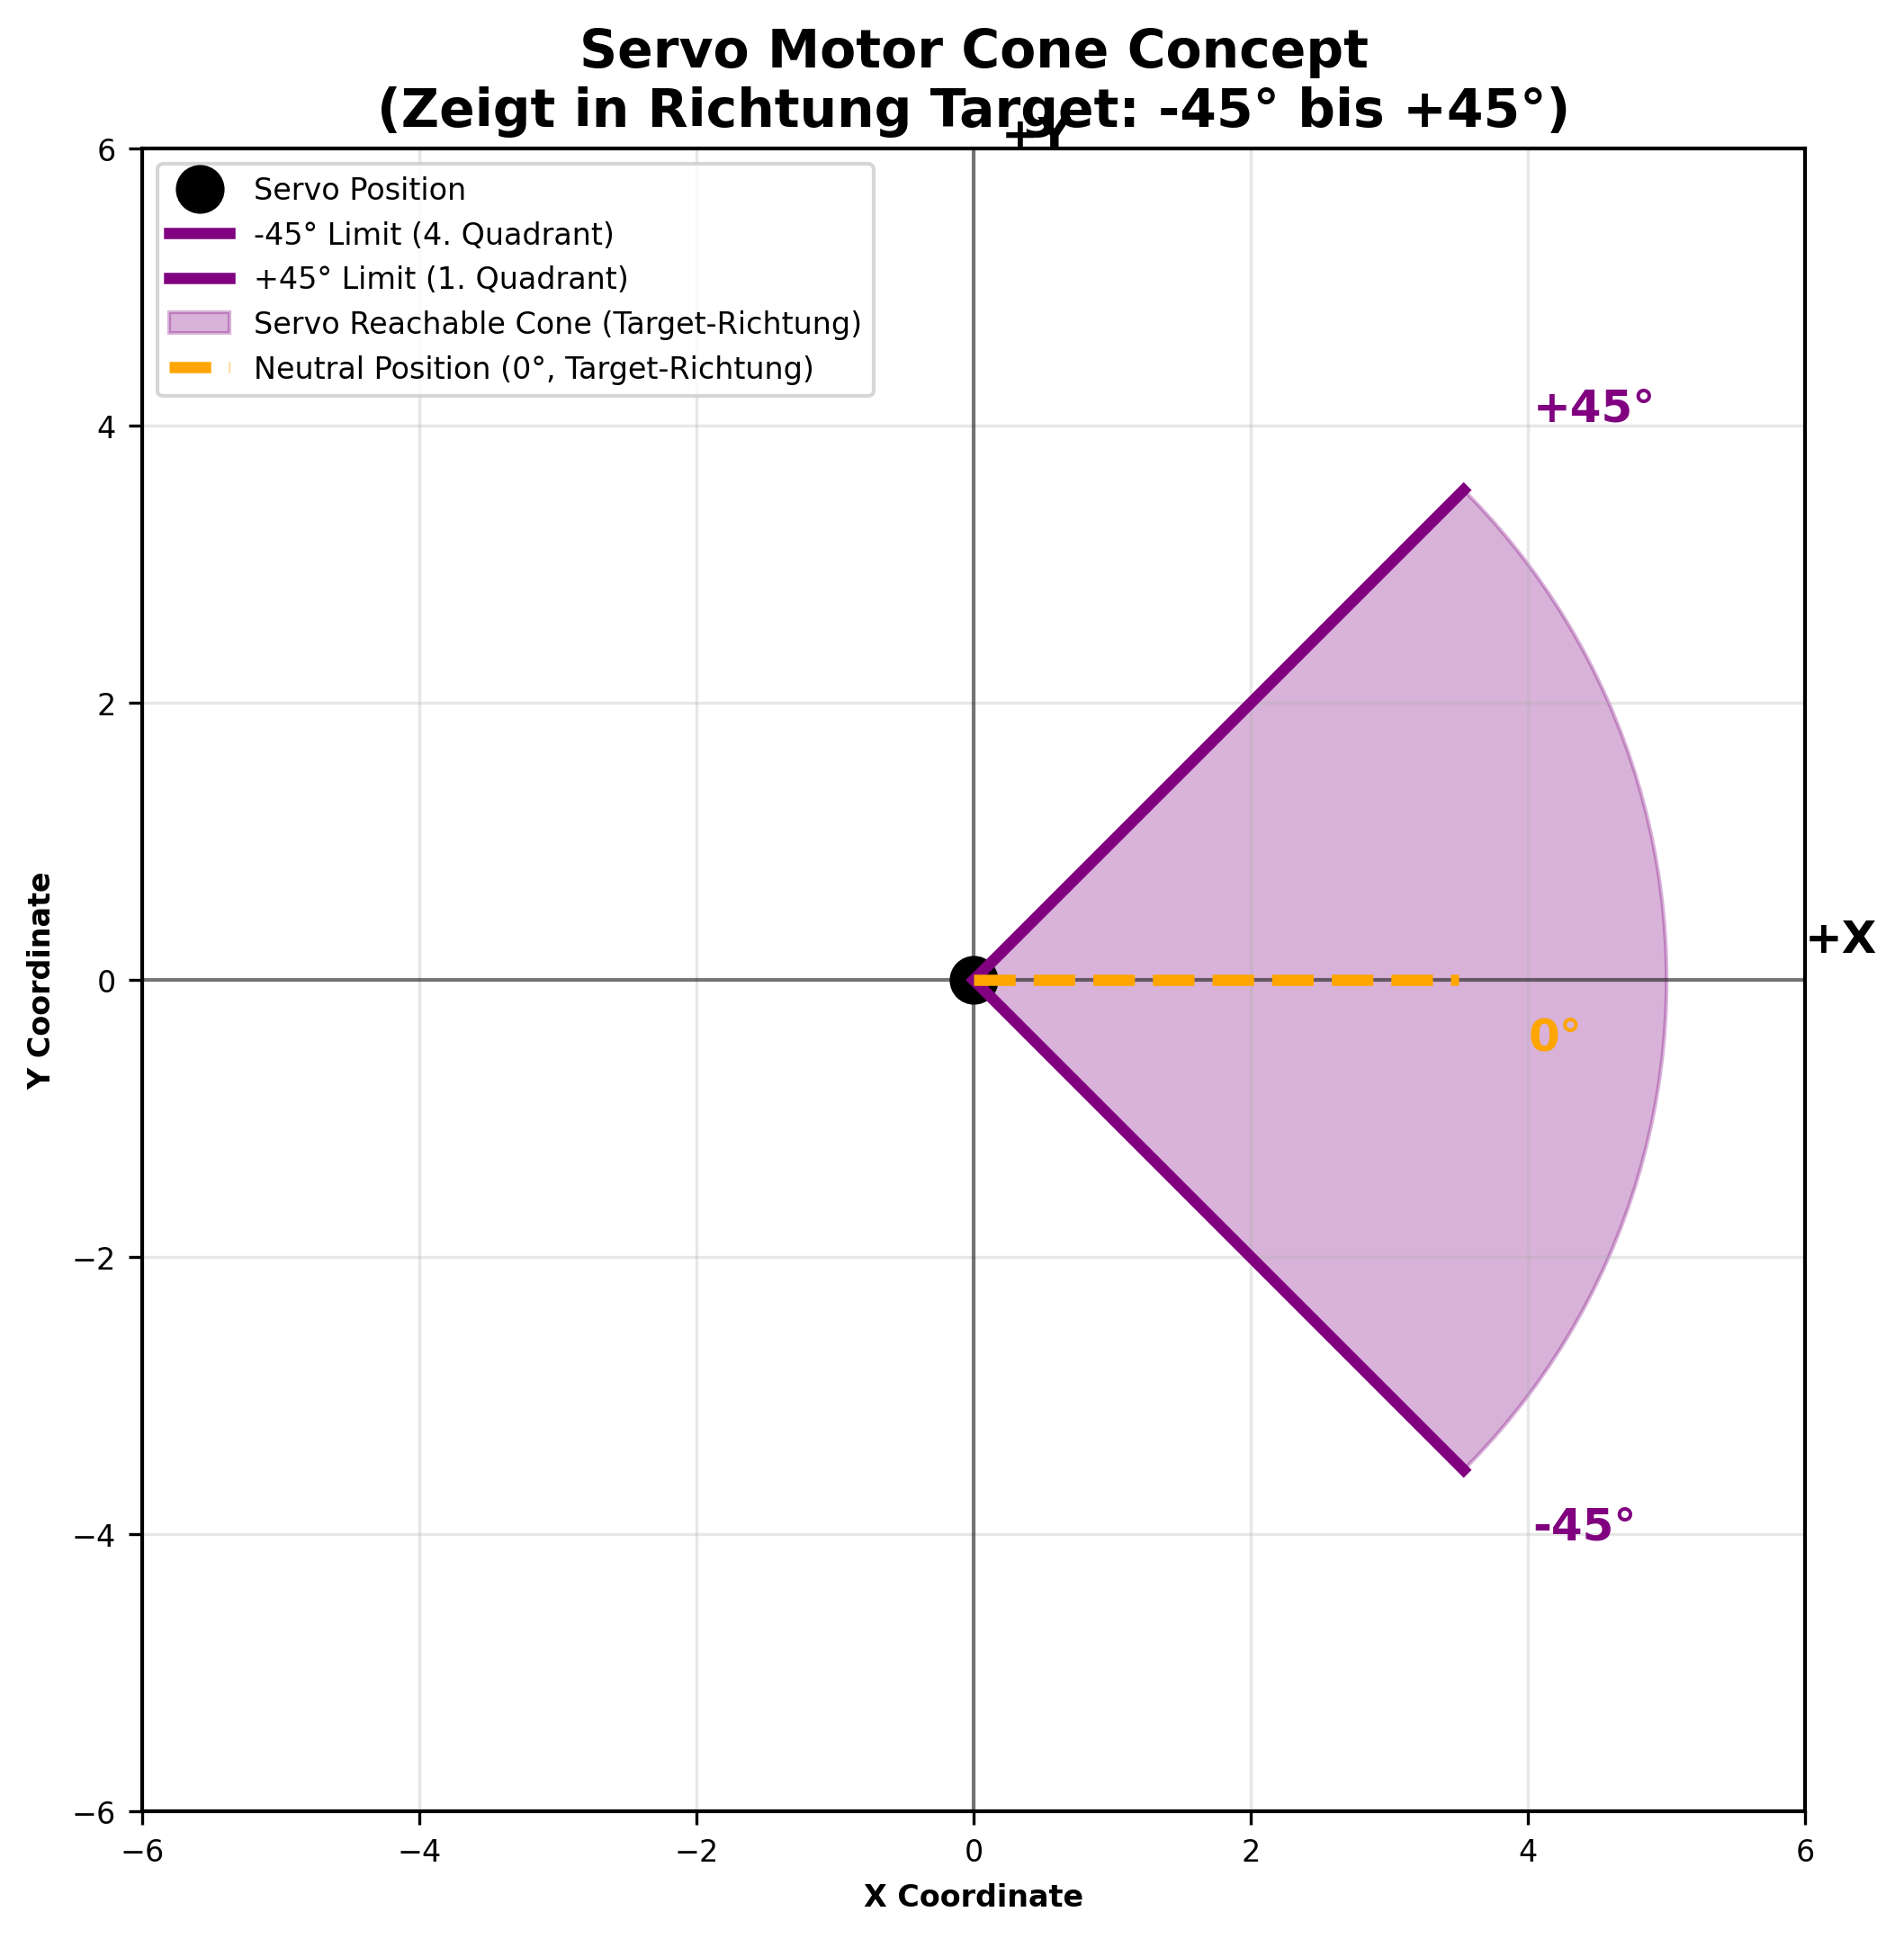 Servo Motor Cone Concept
(Zeigt in Richtung Target: -45° bis +45°)
+Y
6
Servo Position
-45° Limit (4. Quadrant)
+45° Limit (1. Quadrant)
Servo Reachable Cone (Target-Richtung)
Neutral Position (0°, Target-Richtung)
+45°
4
2
+X
0
0°
Y Coordinate
−2
-45°
−4
−6
−6 −4 −2 0 2 4 6
X Coordinate